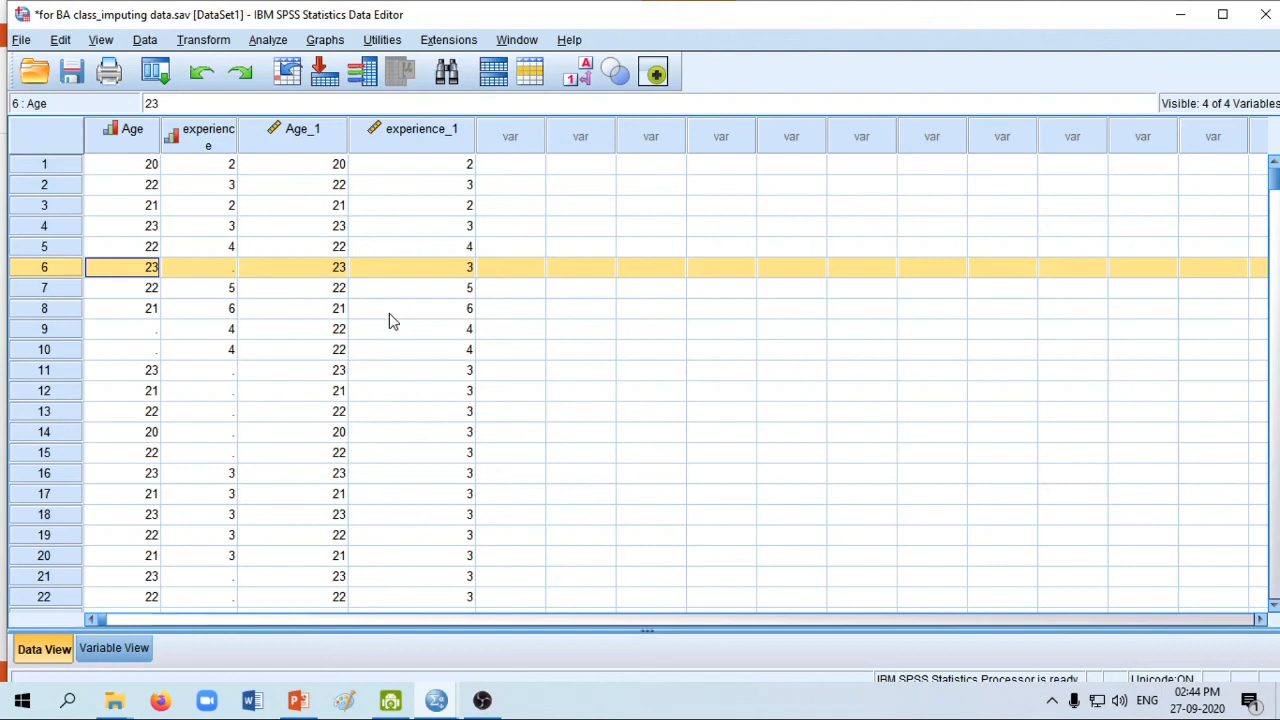 *for BA class_imputing data.sav [DataSet1] - IBM SPSS Statistics Data Editor
File Edit View Data Transform Analyze Graphs Utilities Extensions Window Help
6 : Age 23 Visible: 4 of 4 Variables
Age experienc e Age_1 experience_1 var var var var var var var var var var var
1 20 2 20 2
2 22 3 22 3
3 21 2 21 2
4 23 3 23 3
5 22 4 22 4
6 23 . 23 3
7 22 5 22 5
8 21 6 21 6
9 . 4 22 4
10 . 4 22 4
11 23 . 23 3
12 21 . 21 3
13 22 . 22 3
14 20 . 20 3
15 22 . 22 3
16 23 3 23 3
17 21 3 21 3
18 23 3 23 3
19 22 3 22 3
20 21 3 21 3
21 23 . 23 3
22 22 . 22 3
Data View Variable View
IBM SPSS Statistics Processor is ready Unicode:ON
ENG 02:44 PM
27-09-2020